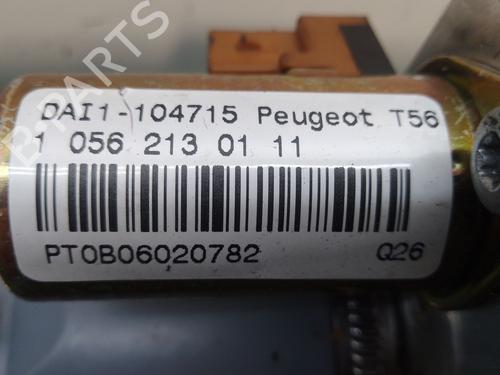 DAI1-104715 Peugeot T56
1 056 213 01 11
PT0B06020782 Q26
B-PARTS